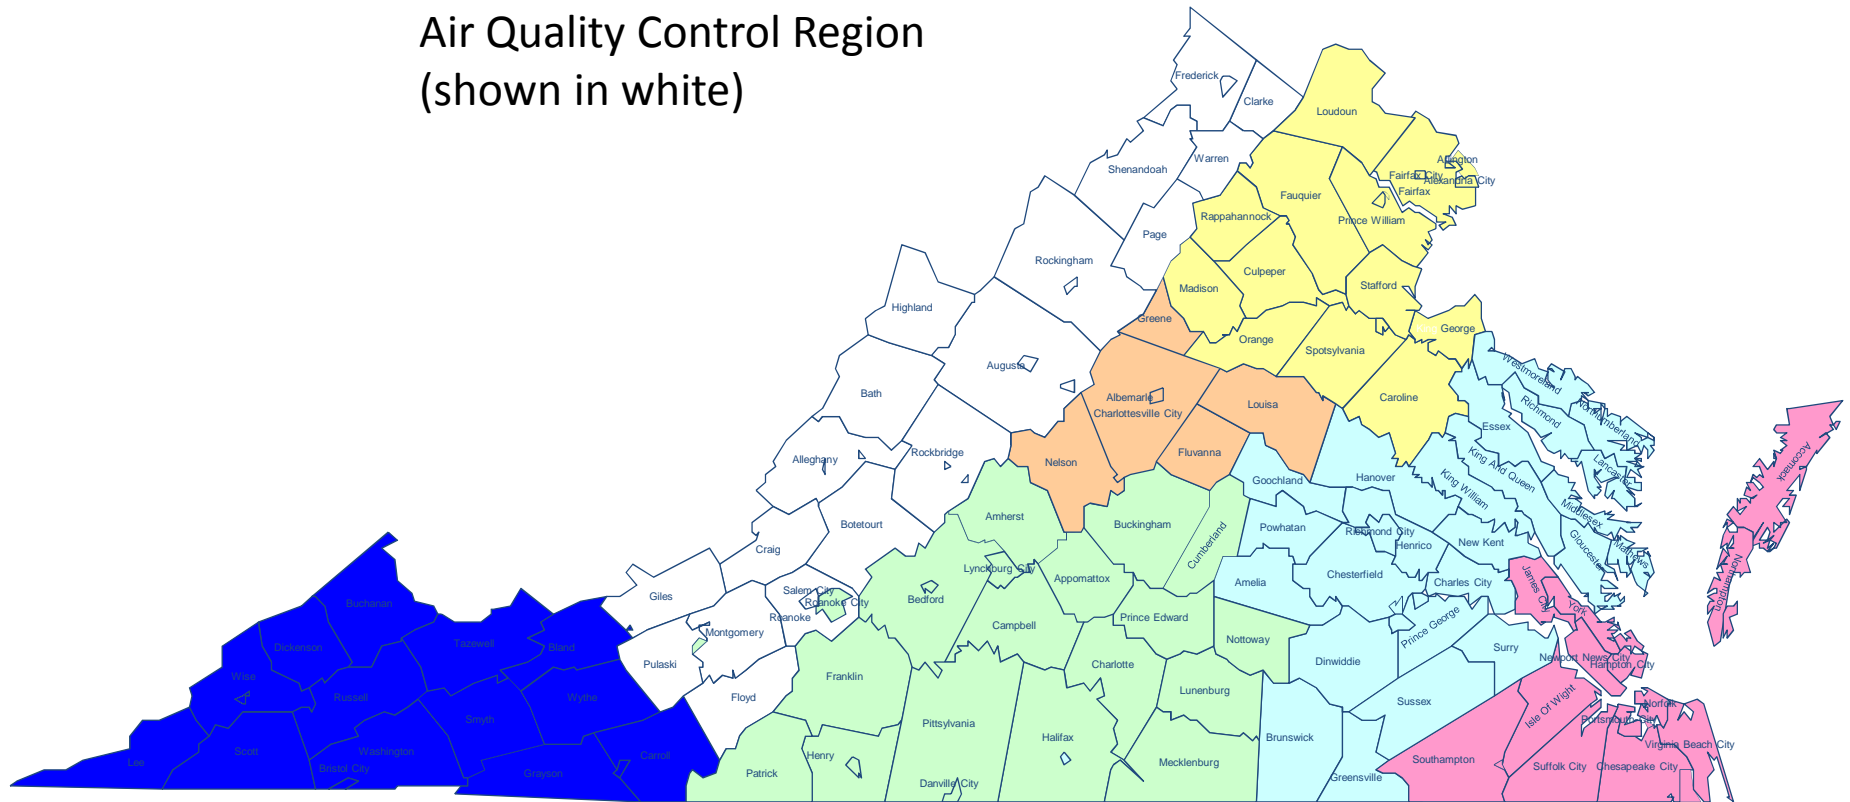 Air Quality Control Region
(shown in white)
Frederick
Clarke
Loudoun
Warren
Shenandoah
Arlington
Fairfax City
Alexandria City
Fairfax
Fauquier
Prince William
Rappahannock
Page
Rockingham
Culpeper
Madison
Stafford
Highland
Greene
King George
Orange
Spotsylvania
Augusta
Westmoreland
Bath
Albemarle
Charlottesville City
Louisa
Caroline
Richmond
Northumberland
Essex
Alleghany
Rockbridge
Nelson
Fluvanna
Lancaster
Accomack
King And Queen
Goochland
Hanover
King William
Botetourt
Amherst
Buckingham
Cumberland
Powhatan
Richmond City
Henrico
New Kent
Middlesex
Gloucester
Mathews
Craig
Lynchburg City
Appomattox
Amelia
Chesterfield
Charles City
James City
York
Northampton
Giles
Salem City
Roanoke City
Roanoke
Bedford
Buchanan
Campbell
Prince Edward
Nottoway
Prince George
Montgomery
Dickenson
Tazewell
Bland
Pulaski
Charlotte
Dinwiddie
Surry
Newport News City
Hampton City
Wise
Russell
Wythe
Floyd
Franklin
Lunenburg
Sussex
Isle Of Wight
Norfolk
Smyth
Pittsylvania
Halifax
Brunswick
Portsmouth City
Virginia Beach City
Lee
Scott
Washington
Bristol City
Grayson
Carroll
Patrick
Henry
Danville City
Mecklenburg
Greensville
Southampton
Suffolk City
Chesapeake City